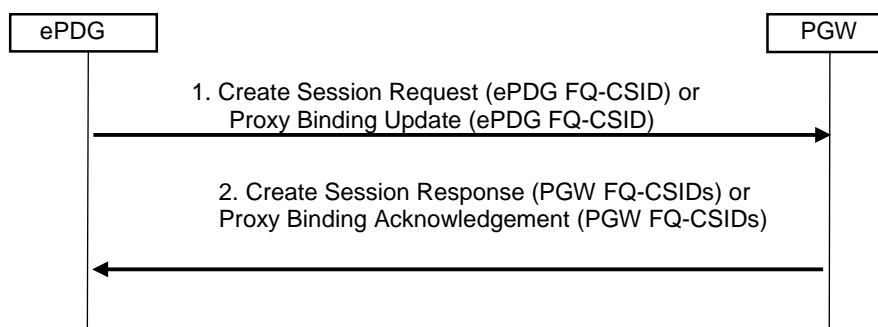 ePDG
PGW
1. Create Session Request (ePDG FQ-CSID) or
Proxy Binding Update (ePDG FQ-CSID)
2. Create Session Response (PGW FQ-CSIDs) or
Proxy Binding Acknowledgement (PGW FQ-CSIDs)